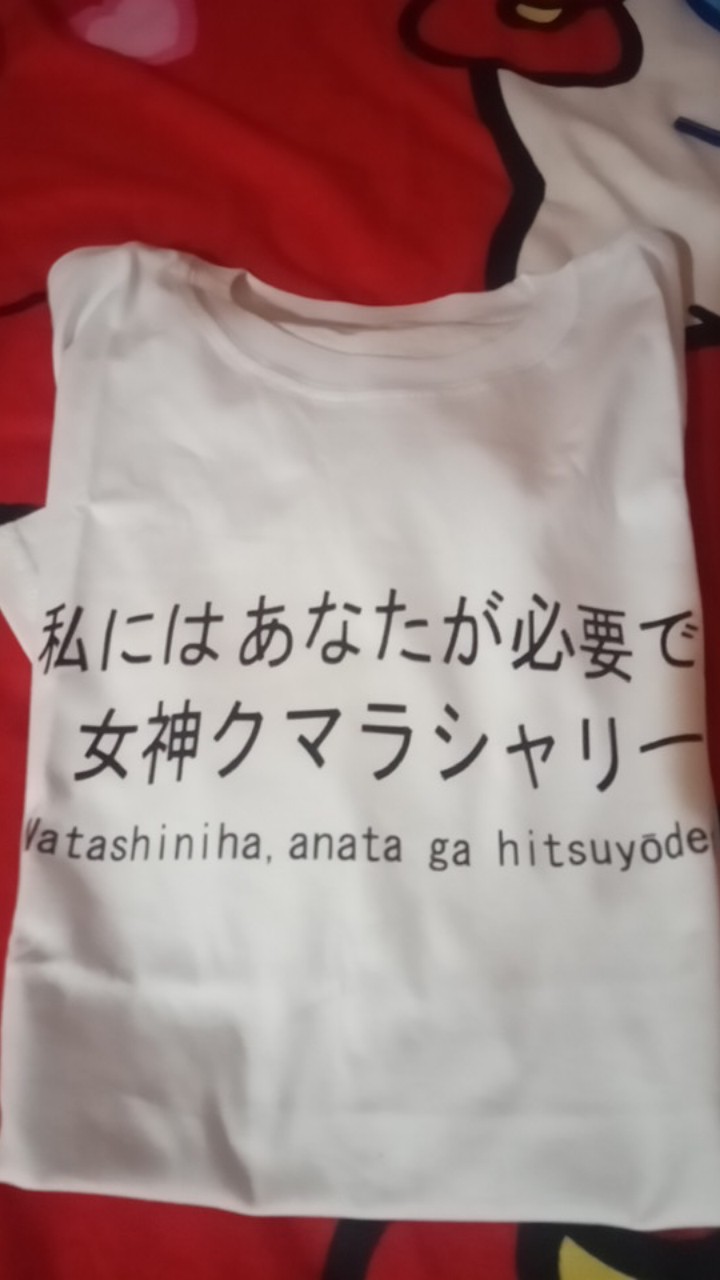 私にはあなたが必要で
女神クマラシャリー
Watashiniha, anata ga hitsuyōde